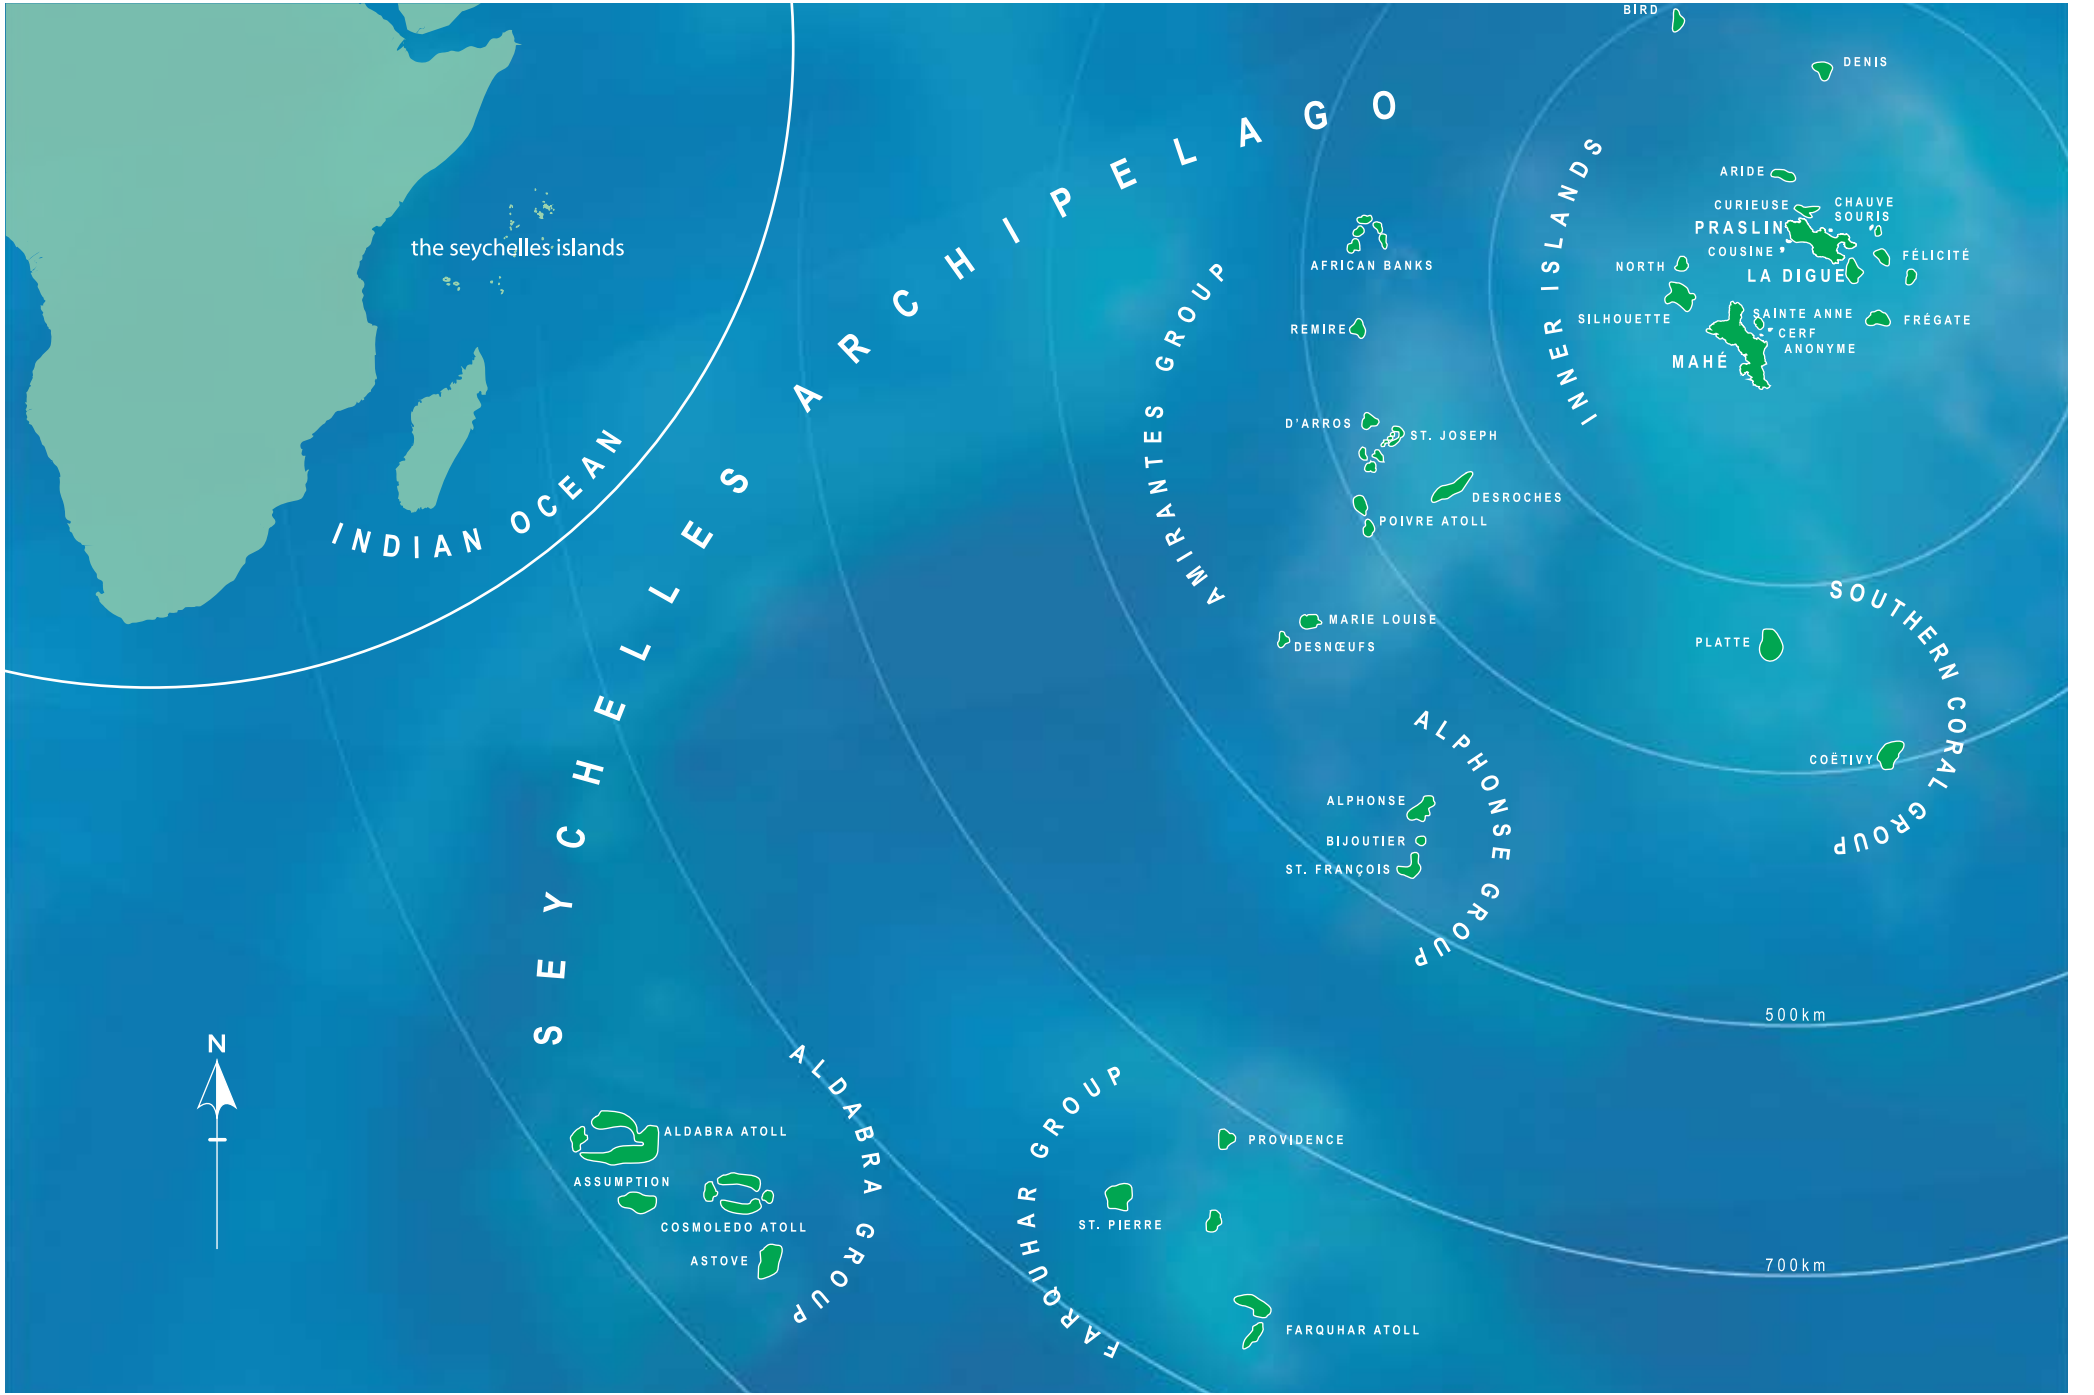 BIRD
DENIS
SEYCHELLES ARCHIPELAGO
INNER ISLANDS
ARIDE
CURIEUSE
CHAUVE
SOURIS
PRASLIN
COUSINE
NORTH
LA DIGUE
FÉLICITÉ
SILHOUETTE
SAINTE ANNE
CERF
ANONYME
FRÉGATE
MAHÉ
the seychelles islands
INDIAN OCEAN
AMIRANTES GROUP
AFRICAN BANKS
REMIRE
D'ARROS
ST. JOSEPH
DESROCHES
POIVRE ATOLL
MARIE LOUISE
DESNŒUFS
SOUTHERN CORAL GROUP
PLATTE
COËTIVY
ALPHONSE GROUP
ALPHONSE
BIJOUTIER
ST. FRANÇOIS
500km
N
ALDABRA GROUP
ALDABRA ATOLL
ASSUMPTION
COSMOLEDO ATOLL
ASTOVE
FARQUHAR GROUP
PROVIDENCE
ST. PIERRE
FARQUHAR ATOLL
700km